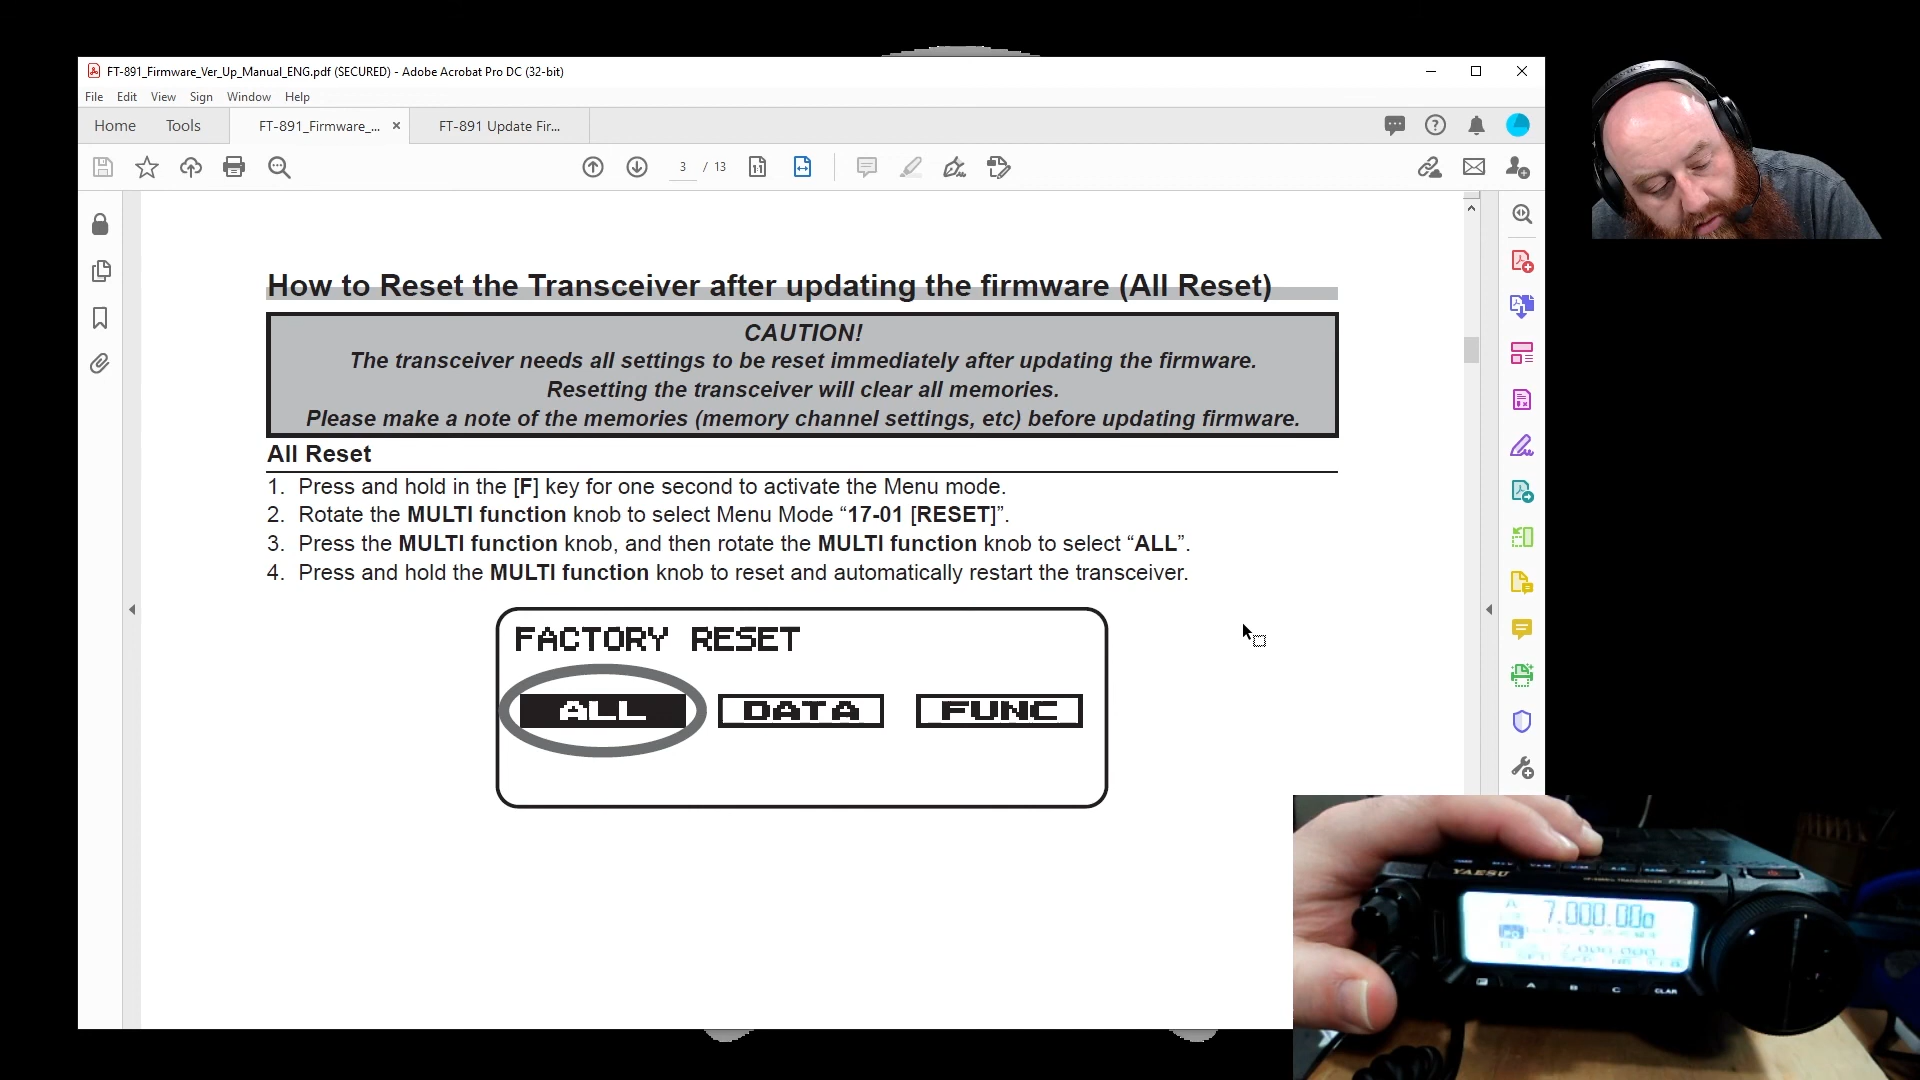 FT-891_Firmware_Ver_Up_Manual_ENG.pdf (SECURED) - Adobe Acrobat Pro DC (32-bit)
File Edit View Sign Window Help
Home Tools FT-891_Firmware_... × FT-891 Update Fir...
3 / 13
How to Reset the Transceiver after updating the firmware (All Reset)
CAUTION!
The transceiver needs all settings to be reset immediately after updating the firmware.
Resetting the transceiver will clear all memories.
Please make a note of the memories (memory channel settings, etc) before updating firmware.
All Reset
1. Press and hold in the [F] key for one second to activate the Menu mode.
2. Rotate the MULTI function knob to select Menu Mode “17-01 [RESET]”.
3. Press the MULTI function knob, and then rotate the MULTI function knob to select “ALL”.
4. Press and hold the MULTI function knob to reset and automatically restart the transceiver.
FACTORY RESET
ALL DATA FUNC
YAESU
FT-891
A 7.000.000
A B C CLAR